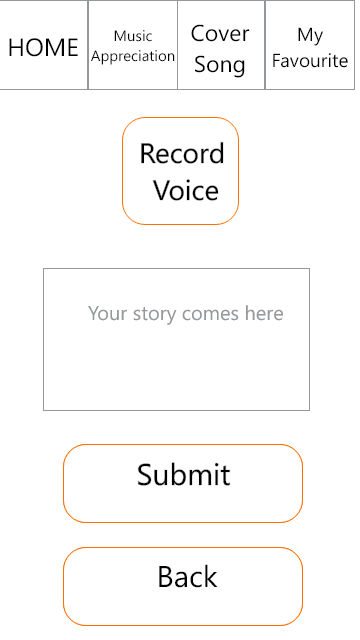 HOME
Music
Appreciation
Cover
Song
My
Favourite
Record
Voice
Your story comes here
Submit
Back